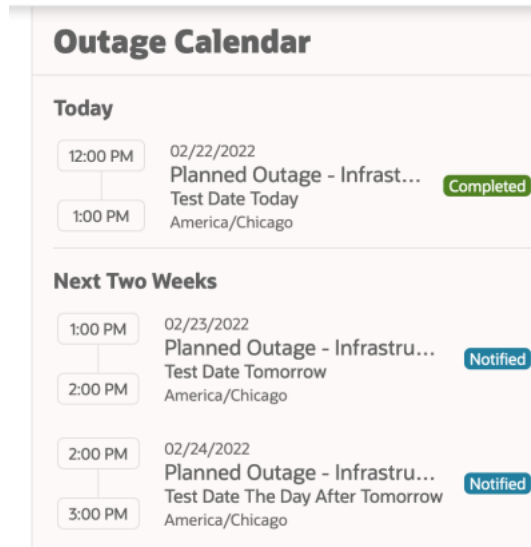 Outage Calendar
Today
12:00 PM
1:00 PM
02/22/2022
Planned Outage - Infrast...
Test Date Today
America/Chicago
Completed
Next Two Weeks
1:00 PM
2:00 PM
02/23/2022
Planned Outage - Infrastru...
Test Date Tomorrow
America/Chicago
Notified
2:00 PM
3:00 PM
02/24/2022
Planned Outage - Infrastru...
Test Date The Day After Tomorrow
America/Chicago
Notified